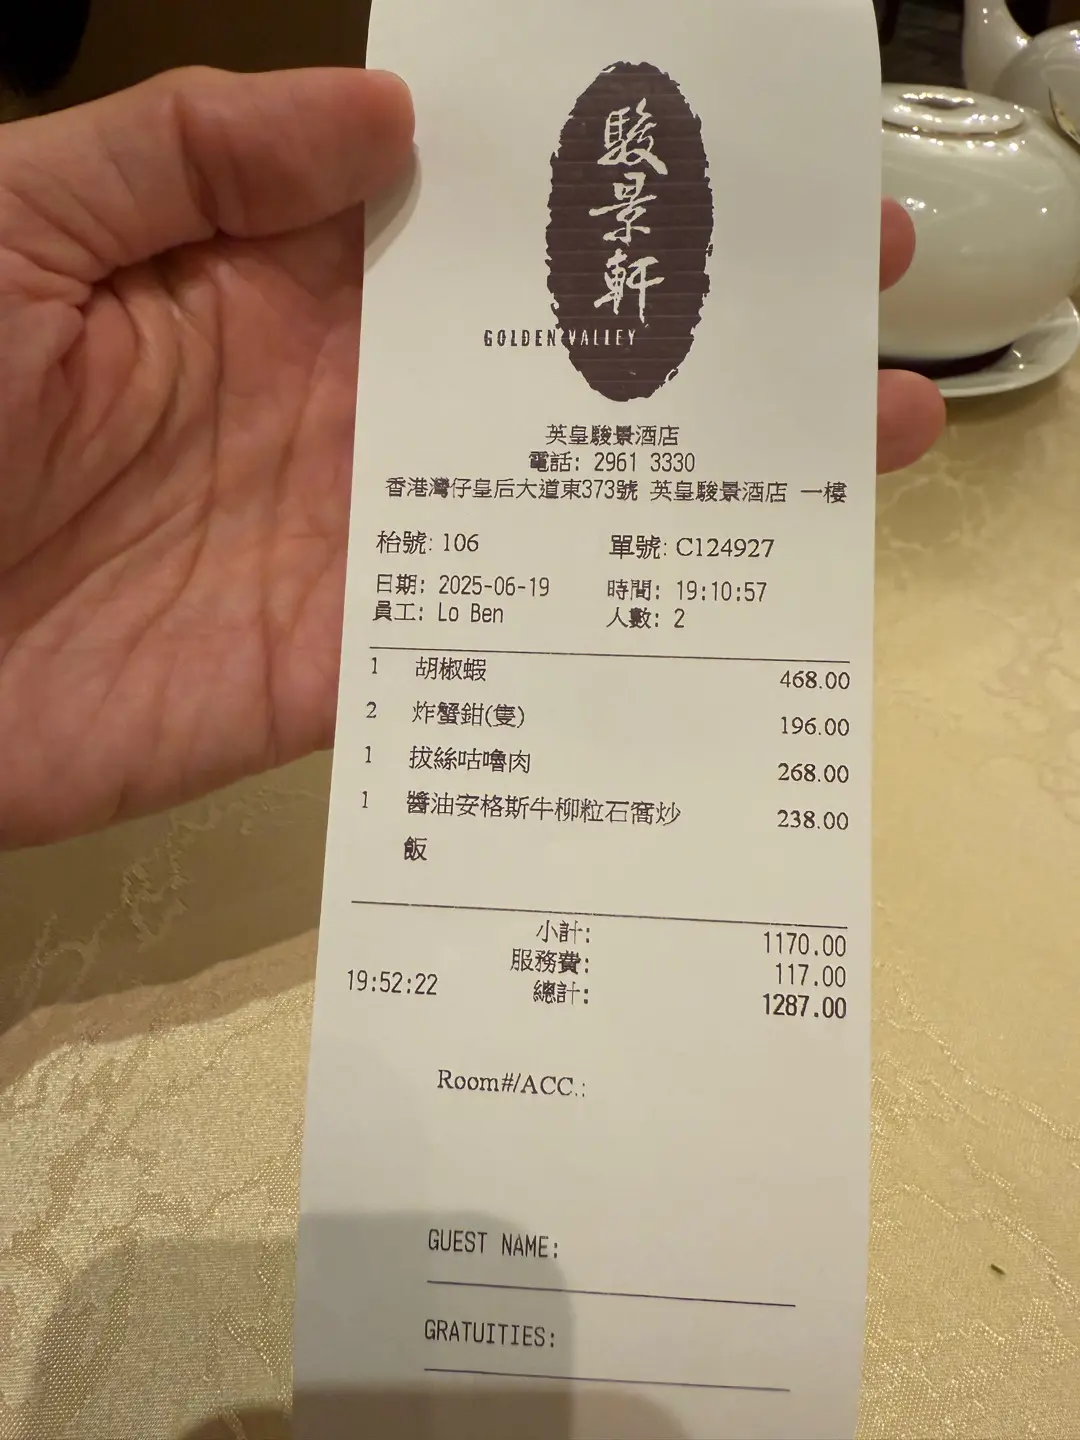 駿景軒
GOLDEN VALLEY
英皇駿景酒店
電話: 2961 3330
香港灣仔皇后大道東373號 英皇駿景酒店 一樓
枱號: 106 單號: C124927
日期: 2025-06-19 時間: 19:10:57
員工: Lo Ben 人數: 2
1 胡椒蝦 468.00
2 炸蟹鉗(隻) 196.00
1 拔絲咕嚕肉 268.00
1 醬油安格斯牛柳粒石窩炒 238.00
飯
小計: 1170.00
服務費: 117.00
19:52:22 總計: 1287.00
Room#/ACC.:
GUEST NAME:
GRATUITIES: